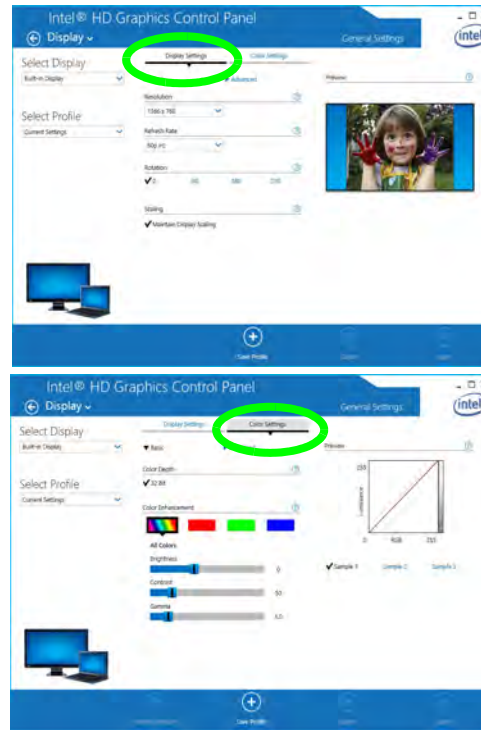 Intel® HD Graphics Control Panel
Display
General Settings
intel
Select Display
Built-in Display
Select Profile
Current Settings
Display Settings
Color Settings
Advanced
Resolution
1366 x 768
Refresh Rate
60p Hz
Rotation
0 90 180 270
Scaling
Maintain Display Scaling
Preview
Save Profile
Intel® HD Graphics Control Panel
Display
General Settings
intel
Select Display
Built-in Display
Select Profile
Current Settings
Display Settings
Color Settings
Basic
Color Depth
32 Bit
Color Enhancement
All Colors
Brightness
0
Contrast
50
Gamma
1.0
Preview
255
Luminance
0 RGB 255
Sample 1 Sample 2 Sample 3
Save Profile